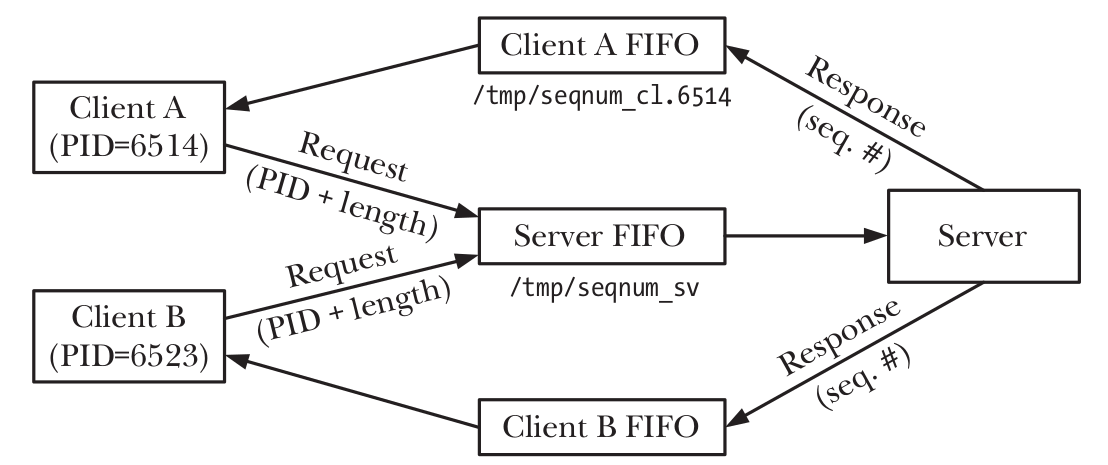 Client A FIFO
/tmp/seqnum_cl.6514
Response
(seq. #)
Client A
(PID=6514)
Request
(PID + length)
Server FIFO
/tmp/seqnum_sv
Server
Request
(PID + length)
Client B
(PID=6523)
Response
(seq. #)
Client B FIFO